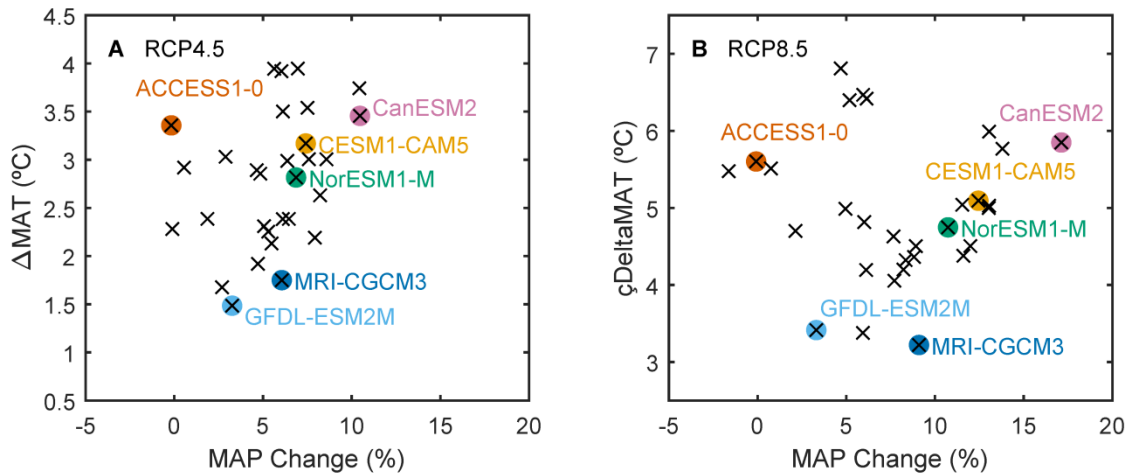 A RCP4.5
4.5
4
3.5
3
2.5
2
1.5
1
0.5
ΔMAT (ºC)
ACCESS1-0
CanESM2
CESM1-CAM5
NorESM1-M
MRI-CGCM3
GFDL-ESM2M
-5 0 5 10 15 20
MAP Change (%)
B RCP8.5
7
6
5
4
3
çDeltaMAT (ºC)
ACCESS1-0
CanESM2
CESM1-CAM5
NorESM1-M
GFDL-ESM2M
MRI-CGCM3
-5 0 5 10 15 20
MAP Change (%)